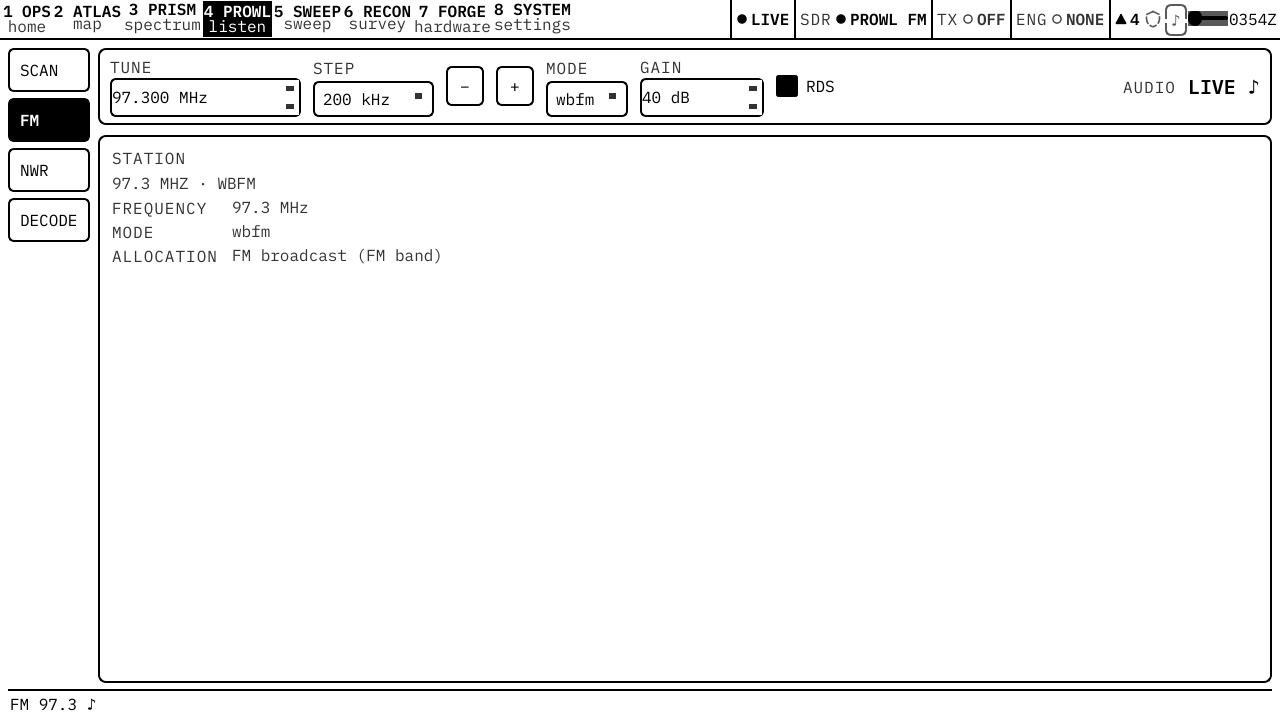 1 OPS 2 ATLAS 3 PRISM 4 PROWL 5 SWEEP 6 RECON 7 FORGE 8 SYSTEM
home map spectrum listen sweep survey hardware settings
● LIVE SDR ● PROWL FM TX ○ OFF ENG ○ NONE ▲ 4 ♪ 0354Z
SCAN
FM
NWR
DECODE
TUNE STEP MODE GAIN
97.300 MHz 200 kHz − + wbfm 40 dB RDS AUDIO LIVE ♪
STATION
97.3 MHZ · WBFM
FREQUENCY 97.3 MHz
MODE wbfm
ALLOCATION FM broadcast (FM band)
FM 97.3 ♪